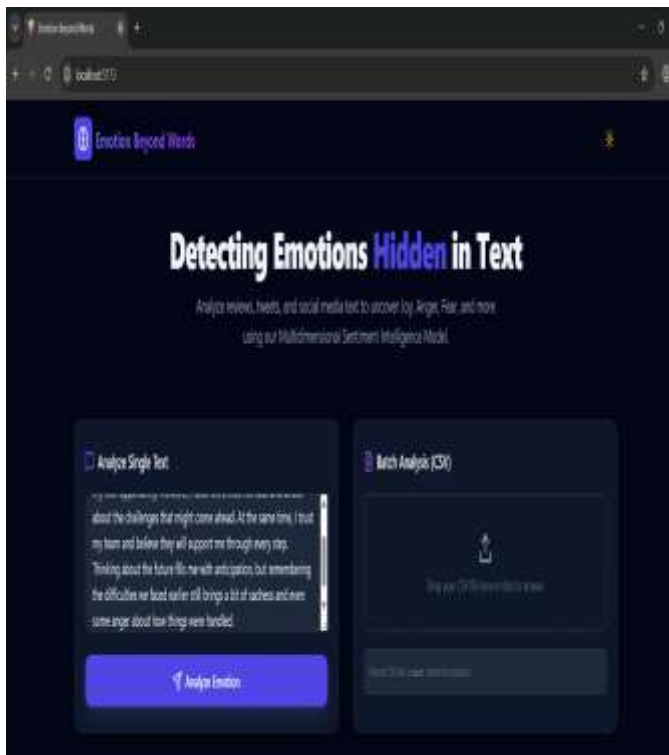 Emotion Beyond Words
localhost:5173
Emotion Beyond Words
Detecting Emotions Hidden in Text
Analyze reviews, tweets, and social media text to uncover Joy, Anger, Fear, and more
using our Multidimensional Sentiment Intelligence Model.
Analyze Single Text
about the challenges that might come ahead. At the same time, I trust
my team and believe they will support me through every step.
Thinking about the future fills me with anticipation, but remembering
the difficulties we faced earlier still brings a bit of sadness and even
some anger about how things were handled.
Analyze Emotion
Batch Analysis (CSV)